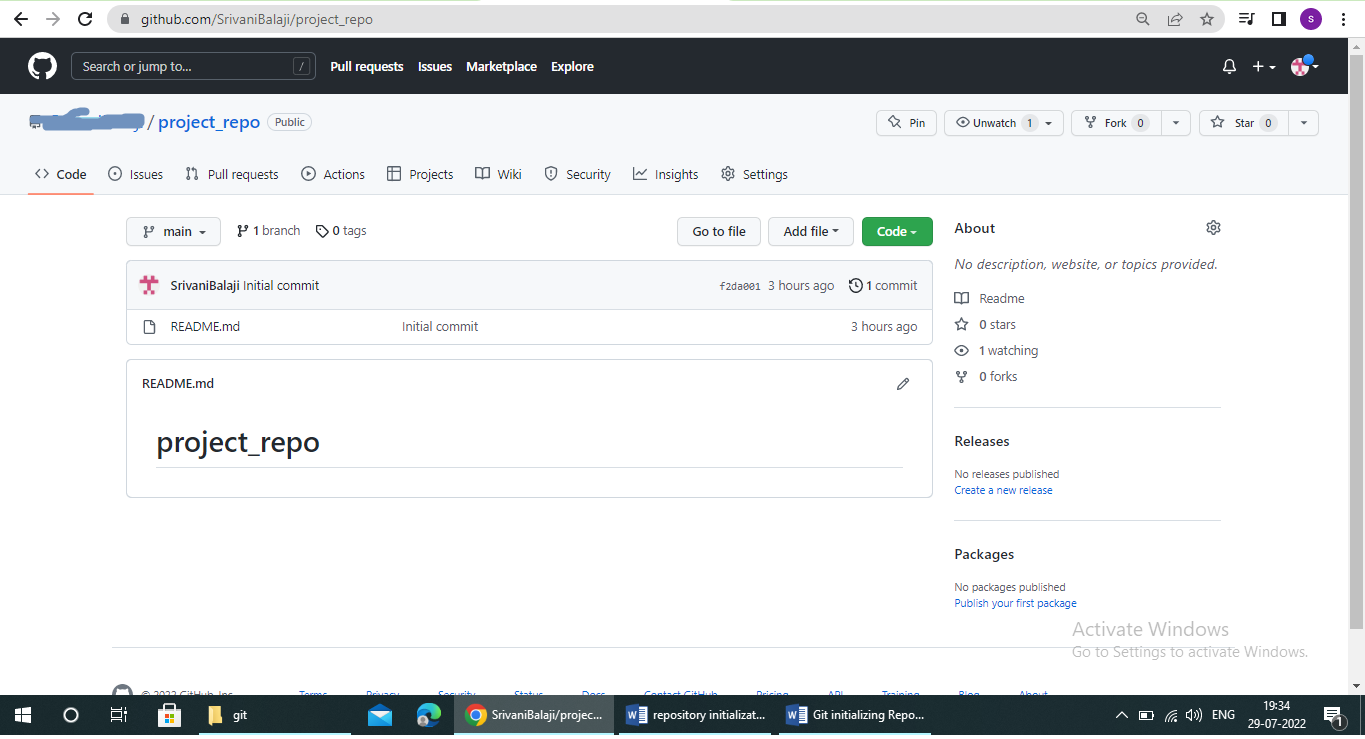 github.com/SrivaniBalaji/project_repo
s
Search or jump to... /
Pull requests Issues Marketplace Explore
/ project_repo Public
Pin Unwatch 1 Fork 0 Star 0
Code Issues Pull requests Actions Projects Wiki Security Insights Settings
main 1 branch 0 tags Go to file Add file Code
SrivaniBalaji Initial commit f2da001 3 hours ago 1 commit
README.md Initial commit 3 hours ago
README.md
project_repo
About
No description, website, or topics provided.
Readme
0 stars
1 watching
0 forks
Releases
No releases published
Create a new release
Packages
No packages published
Publish your first package
Activate Windows
Go to Settings to activate Windows.
© 2022 GitHub, Inc. Terms Privacy Security Status Docs Contact GitHub Pricing API Training Blog About
git SrivaniBalaji/projec... repository initializat... Git initializing Repo... ENG 19:34
29-07-2022
1